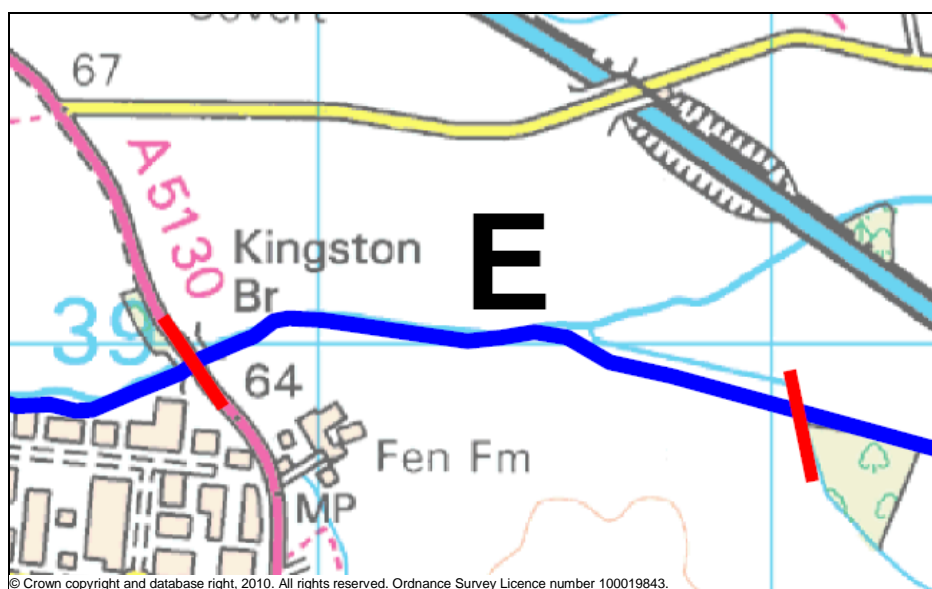 67
A 5130
Kingston
Br
E
39
64
Fen Fm
MP
© Crown copyright and database right, 2010. All rights reserved. Ordnance Survey Licence number 100019843.